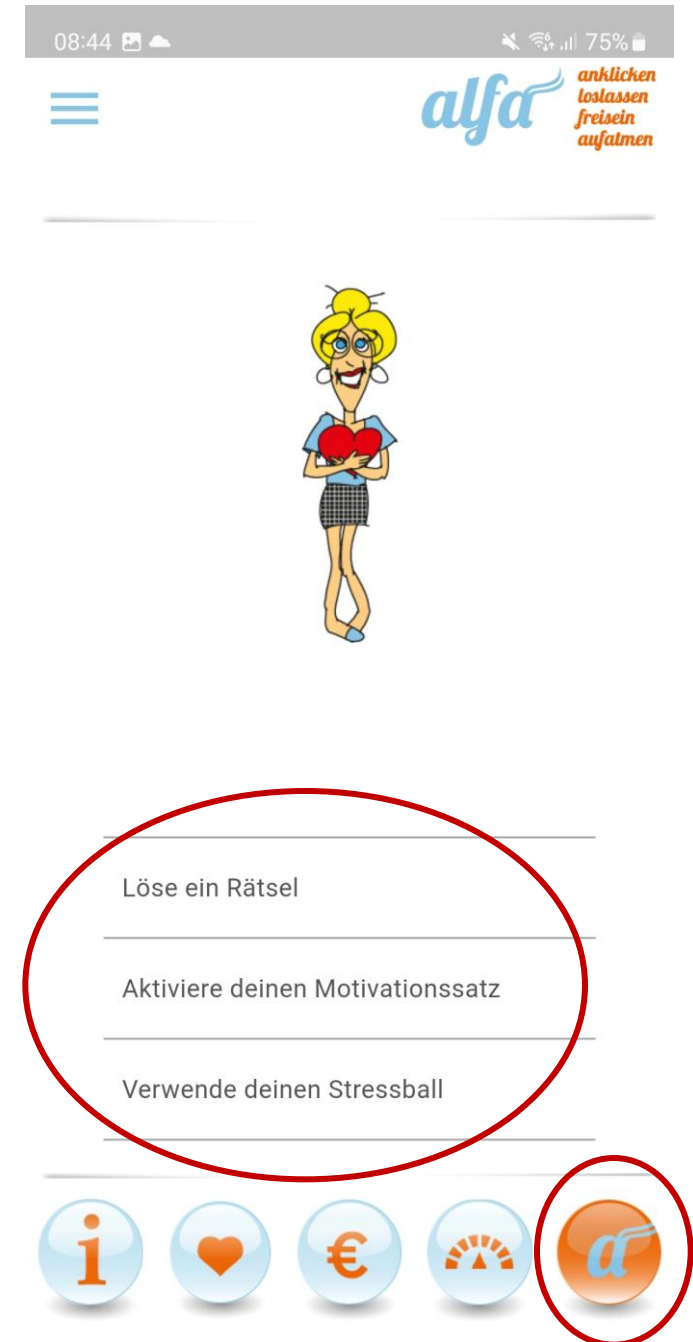 08:44 75%
alfa
anklicken
loslassen
freisein
aufatmen
Löse ein Rätsel
Aktiviere deinen Motivationssatz
Verwende deinen Stressball
i € a